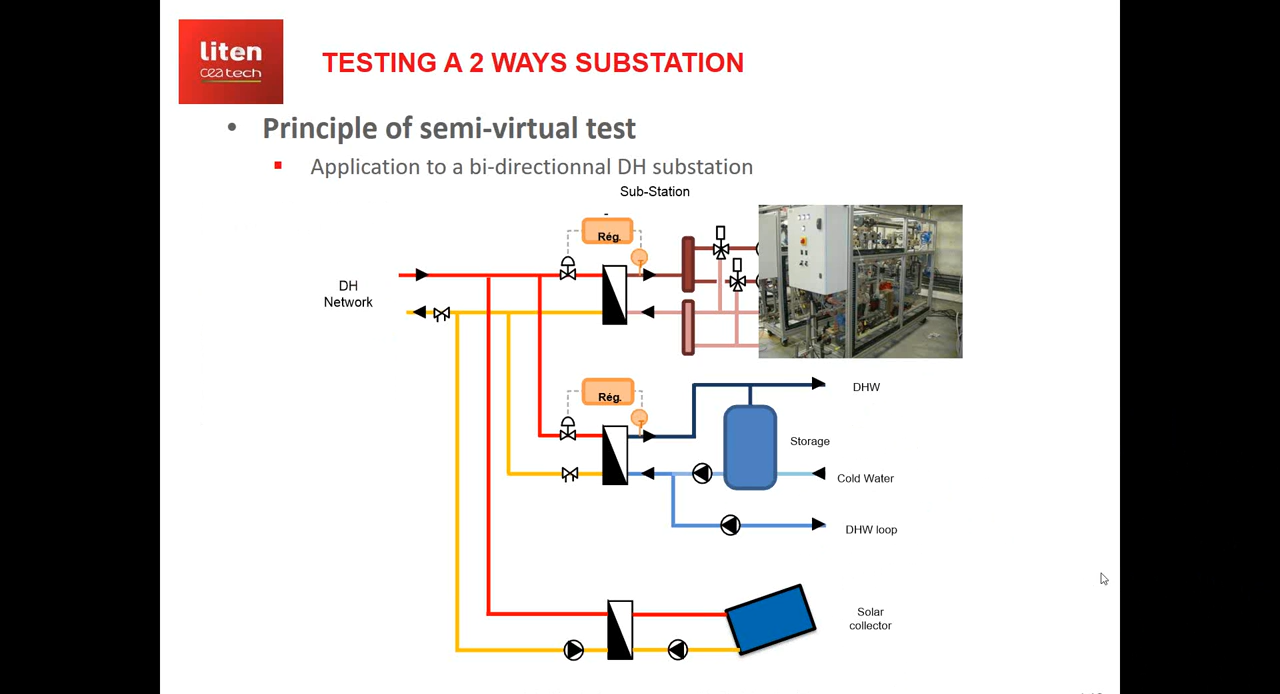 liten
ceatech
TESTING A 2 WAYS SUBSTATION
• Principle of semi-virtual test
Application to a bi-directionnal DH substation
Sub-Station
Rég.
DH
Network
Rég.
DHW
Storage
Cold Water
DHW loop
Solar
collector